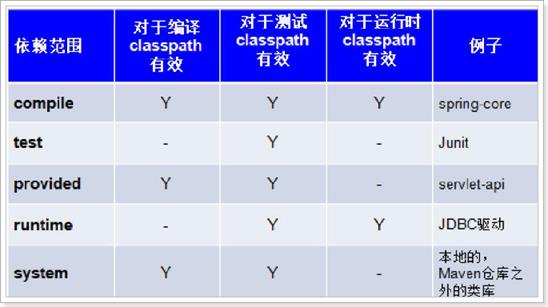 依赖范围 对于编译classpath有效 对于测试classpath有效 对于运行时classpath有效 例子
compile Y Y Y spring-core
test - Y - Junit
provided Y Y - servlet-api
runtime - Y Y JDBC驱动
system Y Y - 本地的，Maven仓库之外的类库